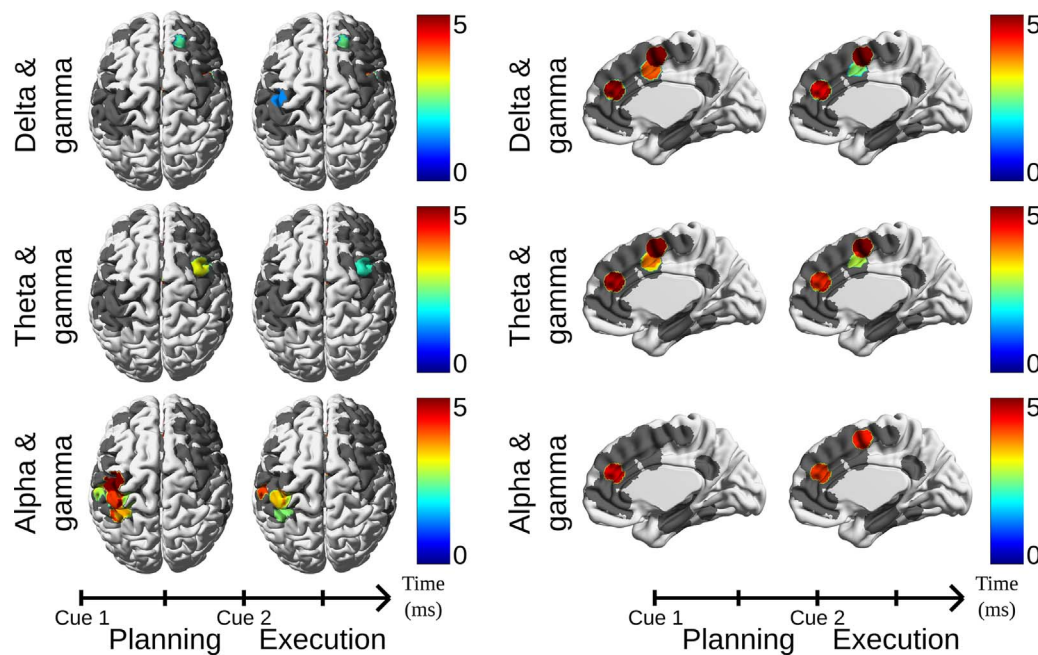 Delta &
gamma
5
0
Delta &
gamma
5
0
Theta &
gamma
5
0
Theta &
gamma
5
0
Alpha &
gamma
5
0
Alpha &
gamma
5
0
Time
(ms)
Cue 1
Cue 2
Planning
Execution
Time
(ms)
Cue 1
Cue 2
Planning
Execution